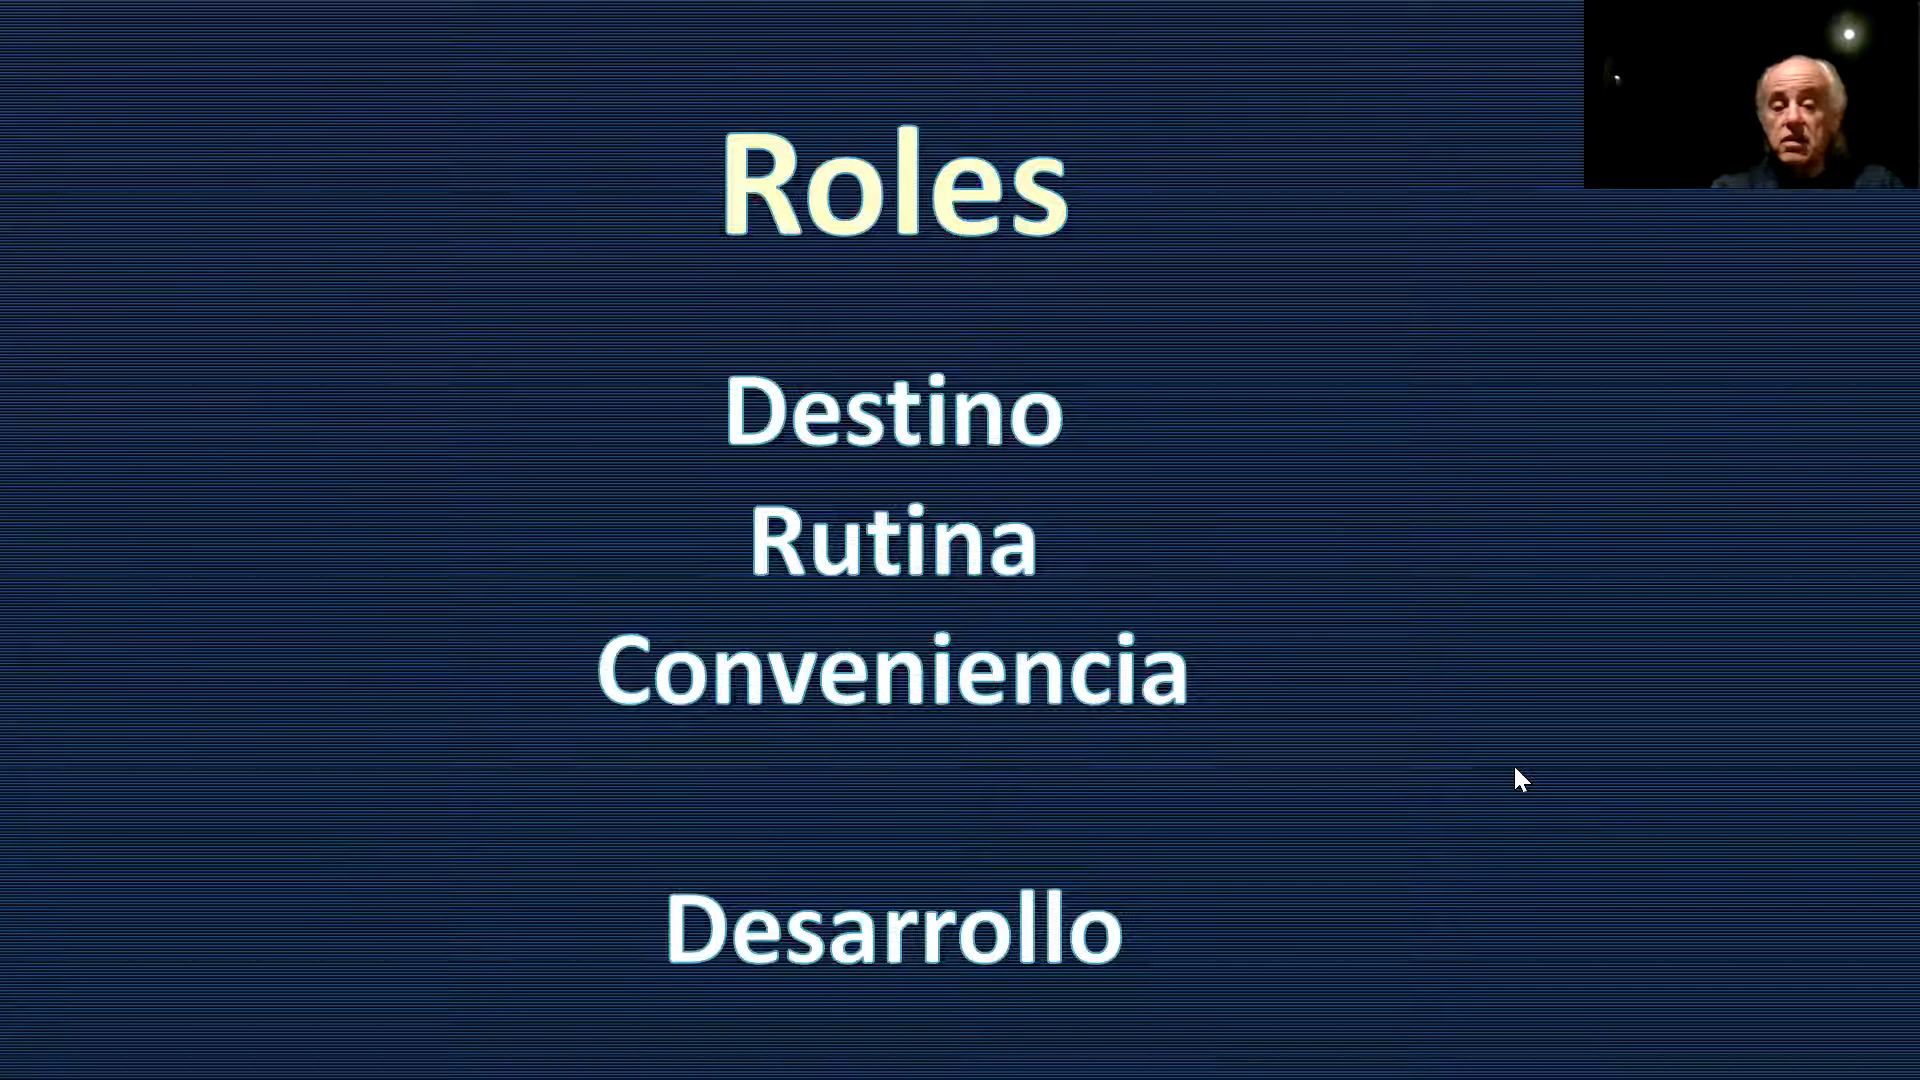 Roles
Destino
Rutina
Conveniencia
Desarrollo